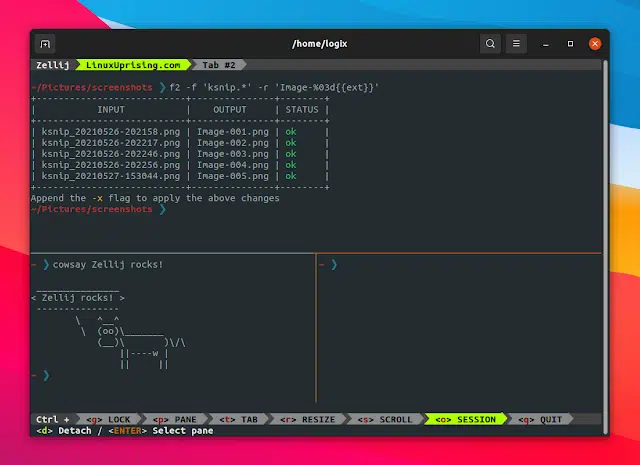 /home/logix
Zellij LinuxUprising.com Tab #2
~/Pictures/screenshots ❯ f2 -f 'ksnip.*' -r 'Image-%03d{{ext}}'
+----------------------------+---------------+--------+
| INPUT | OUTPUT | STATUS |
+----------------------------+---------------+--------+
| ksnip_20210526-202158.png | Image-001.png | ok |
| ksnip_20210526-202217.png | Image-002.png | ok |
| ksnip_20210526-202246.png | Image-003.png | ok |
| ksnip_20210526-202256.png | Image-004.png | ok |
| ksnip_20210527-153044.png | Image-005.png | ok |
+----------------------------+---------------+--------+
Append the -x flag to apply the above changes
~/Pictures/screenshots ❯
~ ❯ cowsay Zellij rocks!
 _______________
< Zellij rocks! >
 ---------------
        \   ^__^
         \  (oo)\_______
            (__)\       )\/\
                ||----w |
                ||     ||
~ ❯
~ ❯
Ctrl + <g> LOCK <p> PANE <t> TAB <r> RESIZE <s> SCROLL <o> SESSION <q> QUIT
<d> Detach / <ENTER> Select pane